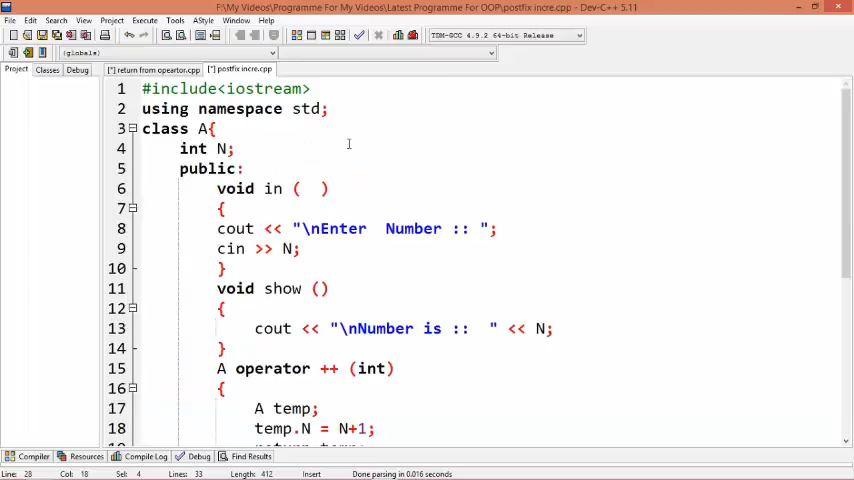 F:\My Videos\Programme For My Videos\Latest Programme For OOP\postfix incre.cpp - Dev-C++ 5.11
File Edit Search View Project Execute Tools AStyle Window Help
TDM-GCC 4.9.2 64-bit Release
(globals)
Project Classes Debug [*] return from opeartor.cpp [*] postfix incre.cpp
1 #include<iostream>
2 using namespace std;
3 class A{
4 int N;
5 public:
6 void in (  )
7 {
8 cout << "\nEnter  Number :: ";
9 cin >> N;
10 }
11 void show ()
12 {
13 cout << "\nNumber is ::  " << N;
14 }
15 A operator ++ (int)
16 {
17 A temp;
18 temp.N = N+1;
Compiler Resources Compile Log Debug Find Results
Line: 28 Col: 18 Sel: 4 Lines: 33 Length: 412 Insert Done parsing in 0.016 seconds